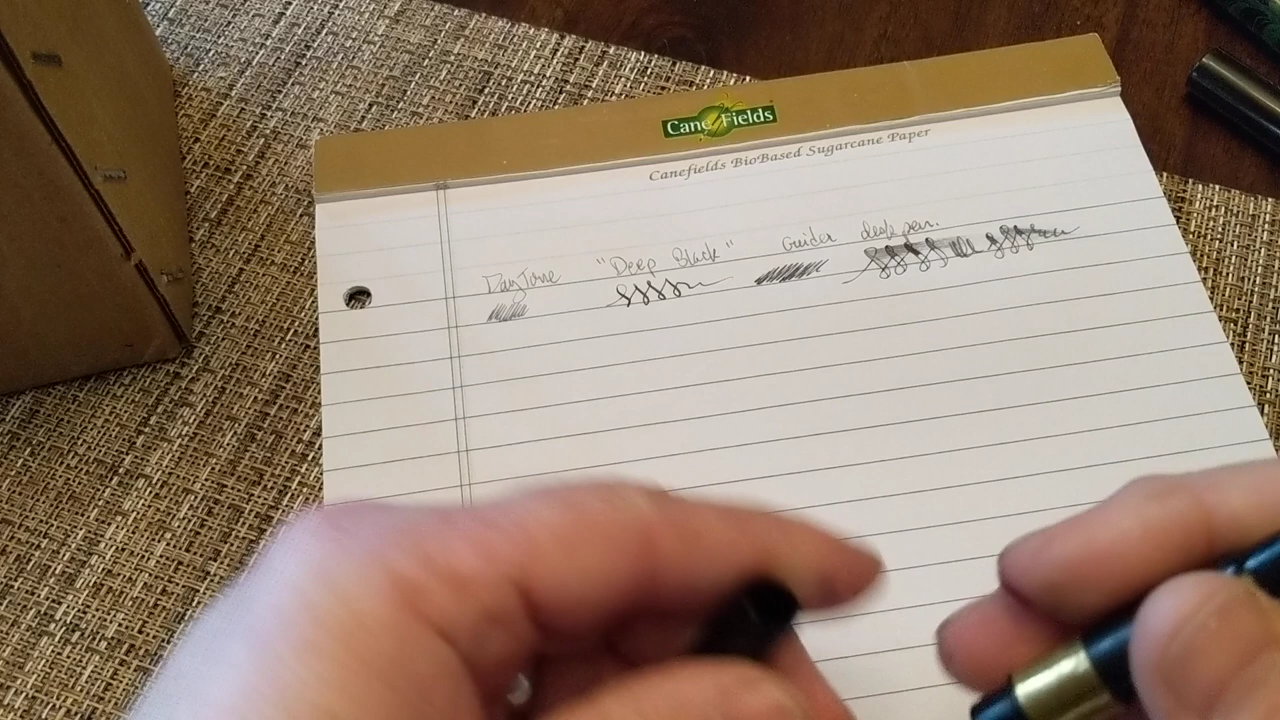 Cane Fields
Canefields BioBased Sugarcane Paper
DayTone "Deep Black" Guider desk pen.